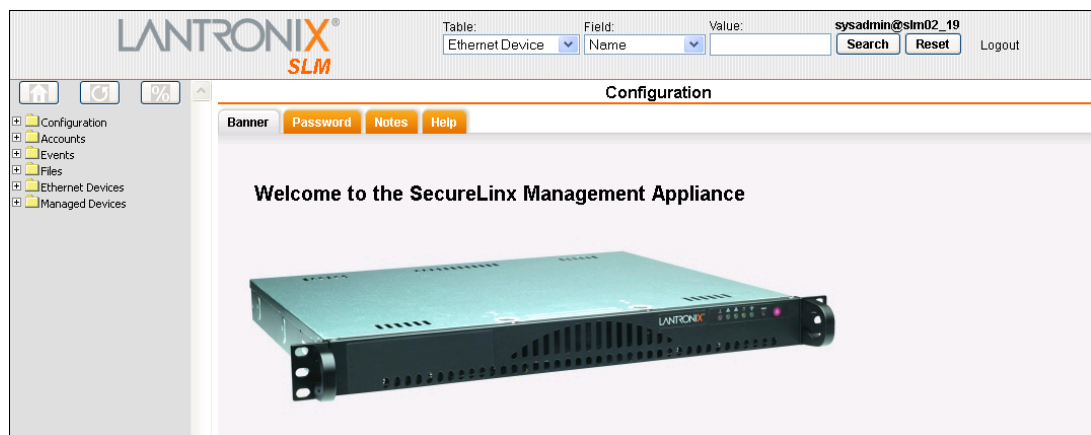 LANTRONIX®
SLM
Table: Field: Value: sysadmin@slm02_19
Ethernet Device Name Search Reset Logout
%
Configuration
Configuration
Accounts
Events
Files
Ethernet Devices
Managed Devices
Banner Password Notes Help
Welcome to the SecureLinx Management Appliance
LANTRONIX